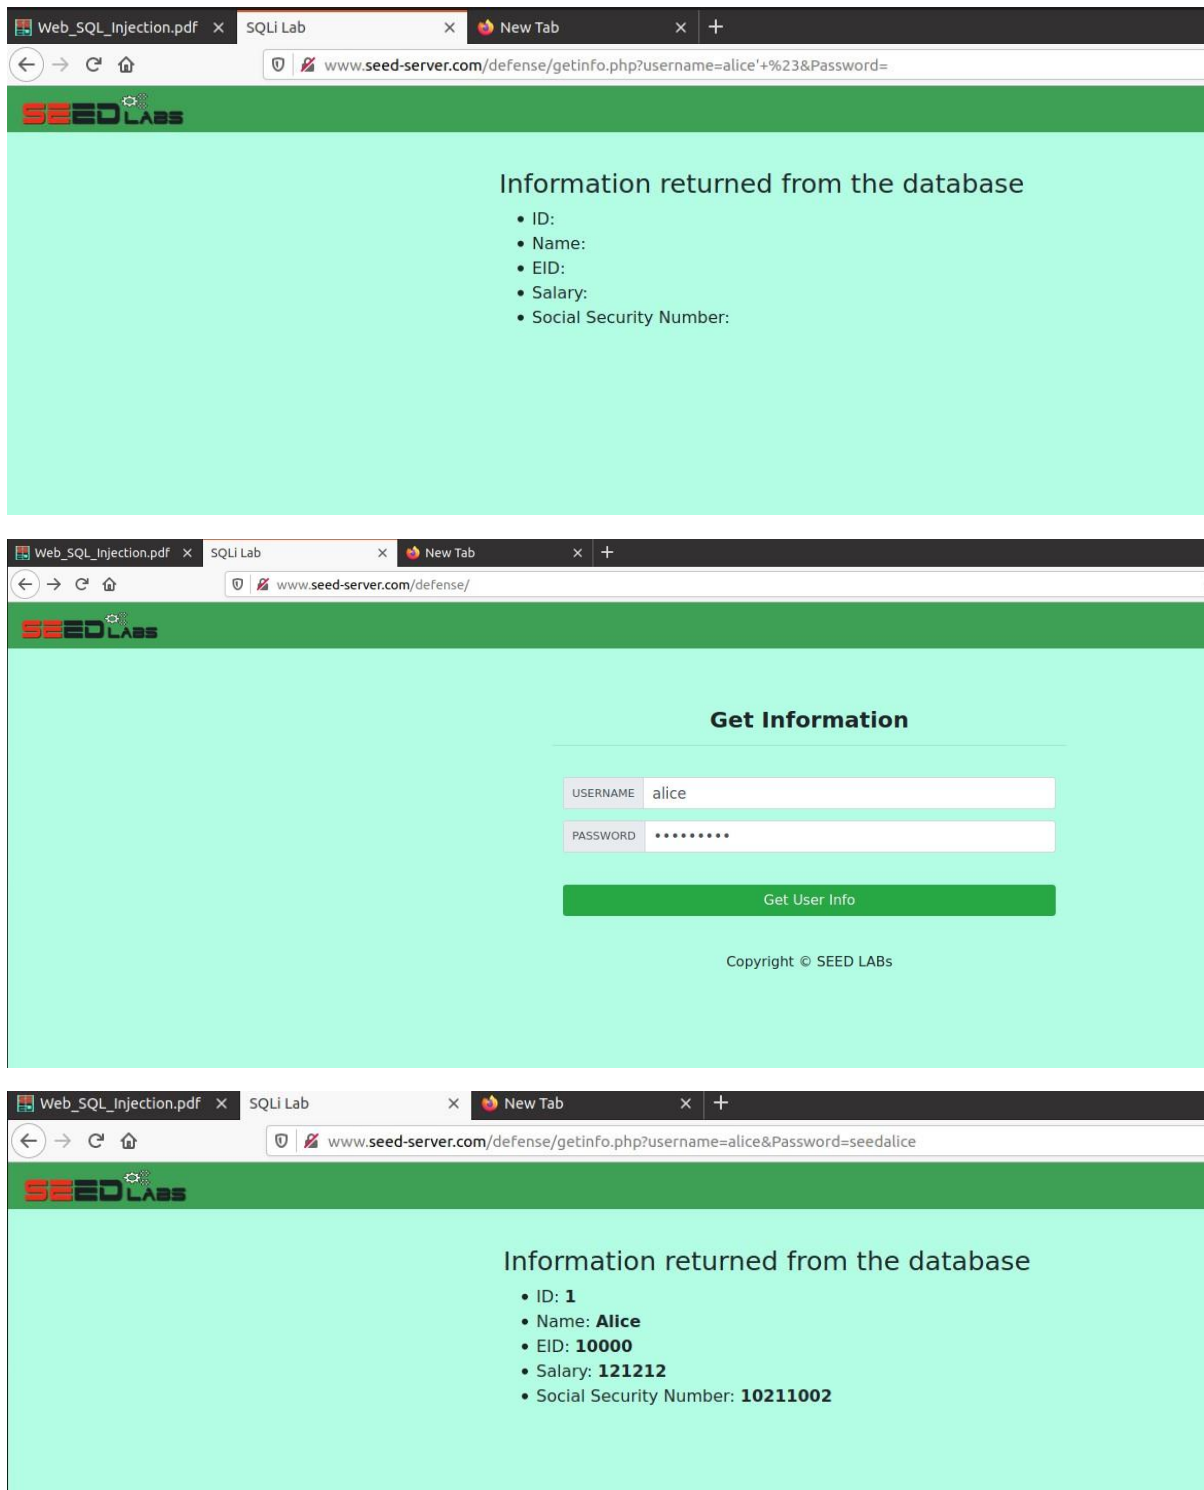 Web_SQL_Injection.pdf × SQLi Lab × New Tab × +
www.seed-server.com/defense/getinfo.php?username=alice'+%23&Password=
SEED LABS
Information returned from the database
• ID:
• Name:
• EID:
• Salary:
• Social Security Number:
Web_SQL_Injection.pdf × SQLi Lab × New Tab × +
www.seed-server.com/defense/
SEED LABS
Get Information
USERNAME alice
PASSWORD •••••••••
Get User Info
Copyright © SEED LABs
Web_SQL_Injection.pdf × SQLi Lab × New Tab × +
www.seed-server.com/defense/getinfo.php?username=alice&Password=seedalice
SEED LABS
Information returned from the database
• ID: 1
• Name: Alice
• EID: 10000
• Salary: 121212
• Social Security Number: 10211002